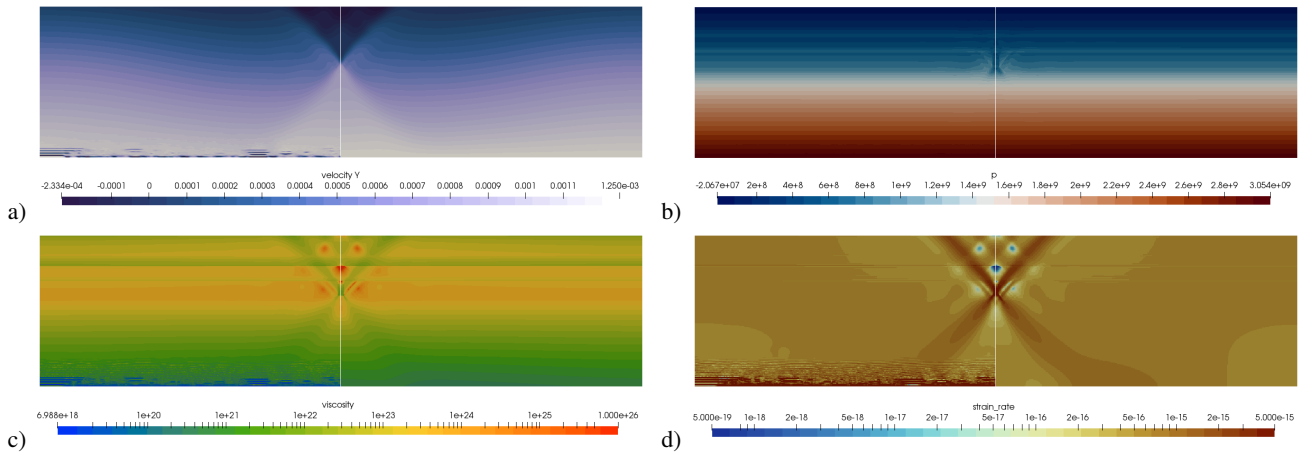 velocity Y
-2.334e-04 -0.0001 0 0.0001 0.0002 0.0003 0.0004 0.0005 0.0006 0.0007 0.0008 0.0009 0.001 0.0011 1.250e-03
a)
p
-2.067e+07 2e+8 4e+8 6e+8 8e+8 1e+9 1.2e+9 1.4e+9 1.6e+9 1.8e+9 2e+9 2.2e+9 2.4e+9 2.6e+9 2.8e+9 3.054e+09
b)
viscosity
6.988e+18 1e+20 1e+21 1e+22 1e+23 1e+24 1e+25 1.000e+26
c)
strain_rate
5.000e-19 1e-18 2e-18 5e-18 1e-17 2e-17 5e-17 1e-16 2e-16 5e-16 1e-15 2e-15 5.000e-15
d)